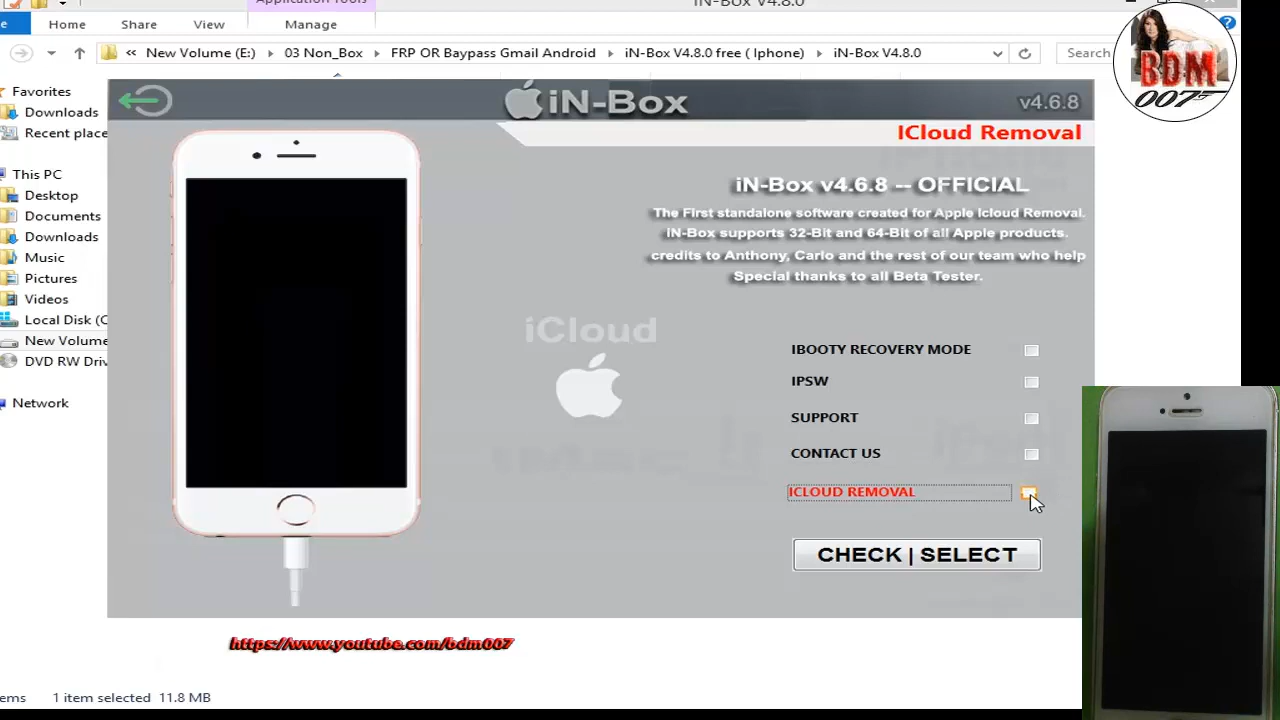 Application Tools
iN-Box V4.8.0
Home Share View Manage
« New Volume (E:) 03 Non_Box FRP OR Baypass Gmail Android iN-Box V4.8.0 free ( Iphone) iN-Box V4.8.0
Search
Favorites
Downloads
Recent place
This PC
Desktop
Documents
Downloads
Music
Pictures
Videos
Local Disk (C
New Volume
DVD RW Driv
Network
iN-Box
v4.6.8
ICloud Removal
iN-Box v4.6.8 -- OFFICIAL
The First standalone software created for Apple Icloud Removal.
iN-Box supports 32-Bit and 64-Bit of all Apple products.
credits to Anthony, Carlo and the rest of our team who help
Special thanks to all Beta Tester.
iCloud
IBOOTY RECOVERY MODE
IPSW
SUPPORT
CONTACT US
ICLOUD REMOVAL
CHECK | SELECT
https://www.youtube.com/bdm007
1 item selected 11.8 MB
BDM
007